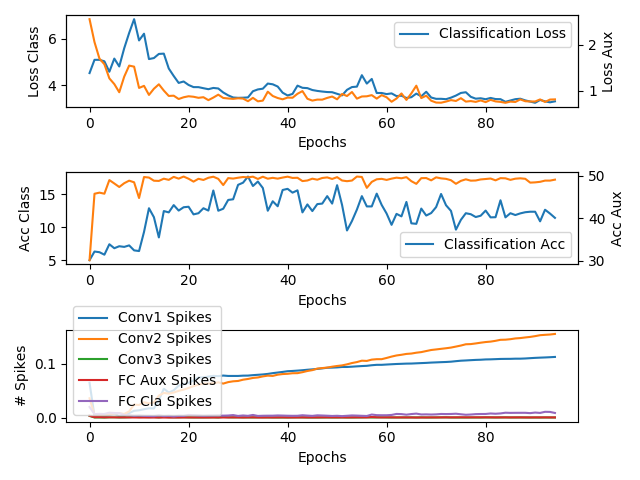 6
4
Loss Class
Classification Loss
2
1
Loss Aux
0 20 40 60 80
Epochs
15
10
5
Acc Class
Classification Acc
50
40
30
Acc Aux
0 20 40 60 80
Epochs
0.1
0.0
# Spikes
Conv1 Spikes
Conv2 Spikes
Conv3 Spikes
FC Aux Spikes
FC Cla Spikes
0 20 40 60 80
Epochs